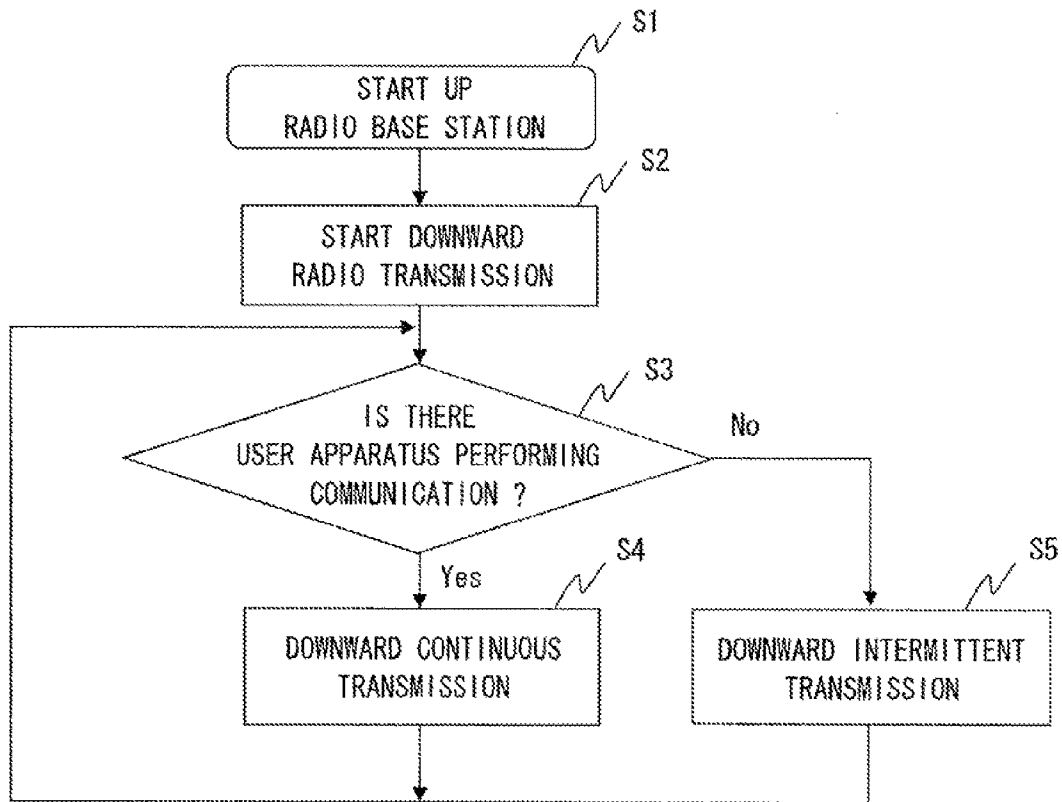 S1
START UP
RADIO BASE STATION
S2
START DOWNWARD
RADIO TRANSMISSION
S3
IS THERE
USER APPARATUS PERFORMING
COMMUNICATION ?
No
Yes
S4
DOWNWARD CONTINUOUS
TRANSMISSION
S5
DOWNWARD INTERMITTENT
TRANSMISSION